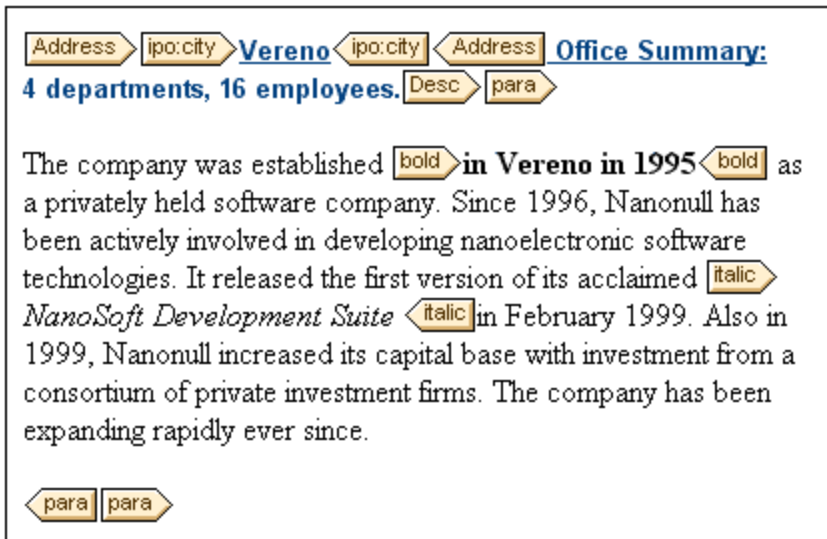 Address ipo:city Vereno ipo:city Address Office Summary:
4 departments, 16 employees. Desc para
The company was established bold in Vereno in 1995 bold as
a privately held software company. Since 1996, Nanonull has
been actively involved in developing nanoelectronic software
technologies. It released the first version of its acclaimed italic
NanoSoft Development Suite italic in February 1999. Also in
1999, Nanonull increased its capital base with investment from a
consortium of private investment firms. The company has been
expanding rapidly ever since.
para para